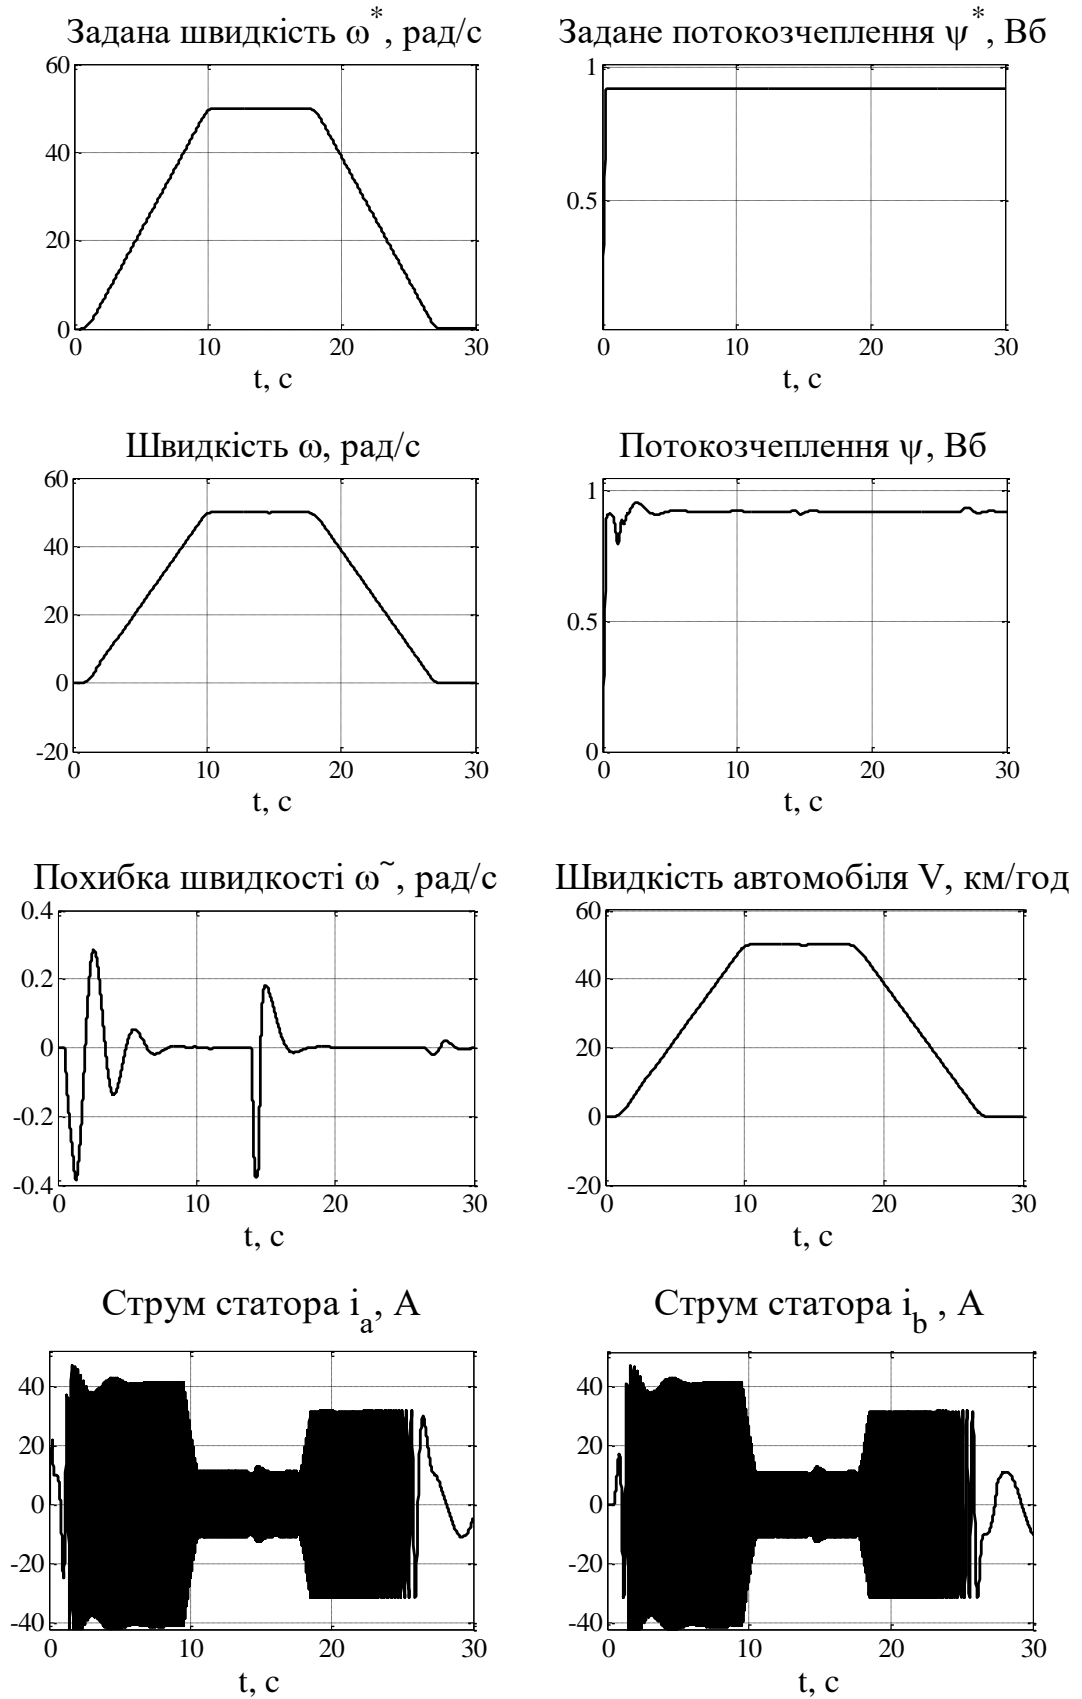 Задана швидкість ω*, рад/с
60
40
20
0
0 10 20 30
t, с
Задане потокозчеплення ψ*, Вб
1
0.5
0 10 20 30
t, с
Швидкість ω, рад/с
60
40
20
0
-20
0 10 20 30
t, с
Потокозчеплення ψ, Вб
1
0.5
0
0 10 20 30
t, с
Похибка швидкості ω~, рад/с
0.4
0.2
0
-0.2
-0.4
0 10 20 30
t, с
Швидкість автомобіля V, км/год
60
40
20
0
-20
0 10 20 30
t, с
Струм статора i_a, А
40
20
0
-20
-40
0 10 20 30
t, с
Струм статора i_b , А
40
20
0
-20
-40
0 10 20 30
t, с